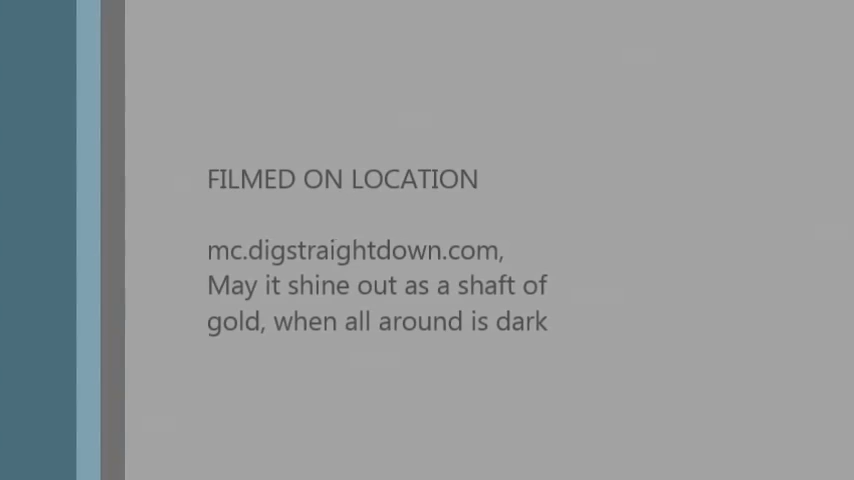 FILMED ON LOCATION
mc.digstraightdown.com,
May it shine out as a shaft of
gold, when all around is dark